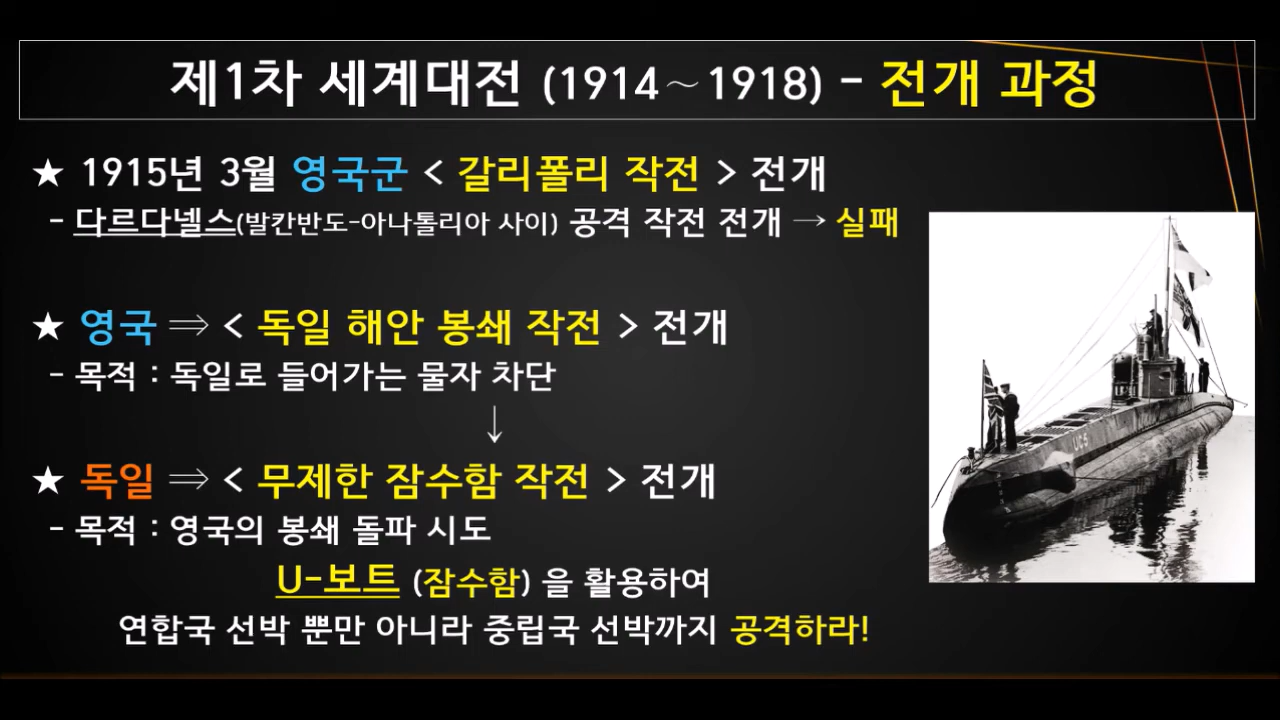 제1차 세계대전 (1914～1918) - 전개 과정
★ 1915년 3월 영국군 < 갈리폴리 작전 > 전개
- 다르다넬스(발칸반도-아나톨리아 사이) 공격 작전 전개 → 실패
★ 영국 ⇒ < 독일 해안 봉쇄 작전 > 전개
- 목적 : 독일로 들어가는 물자 차단
↓
★ 독일 ⇒ < 무제한 잠수함 작전 > 전개
- 목적 : 영국의 봉쇄 돌파 시도
U-보트 (잠수함) 을 활용하여
연합국 선박 뿐만 아니라 중립국 선박까지 공격하라!
UC5